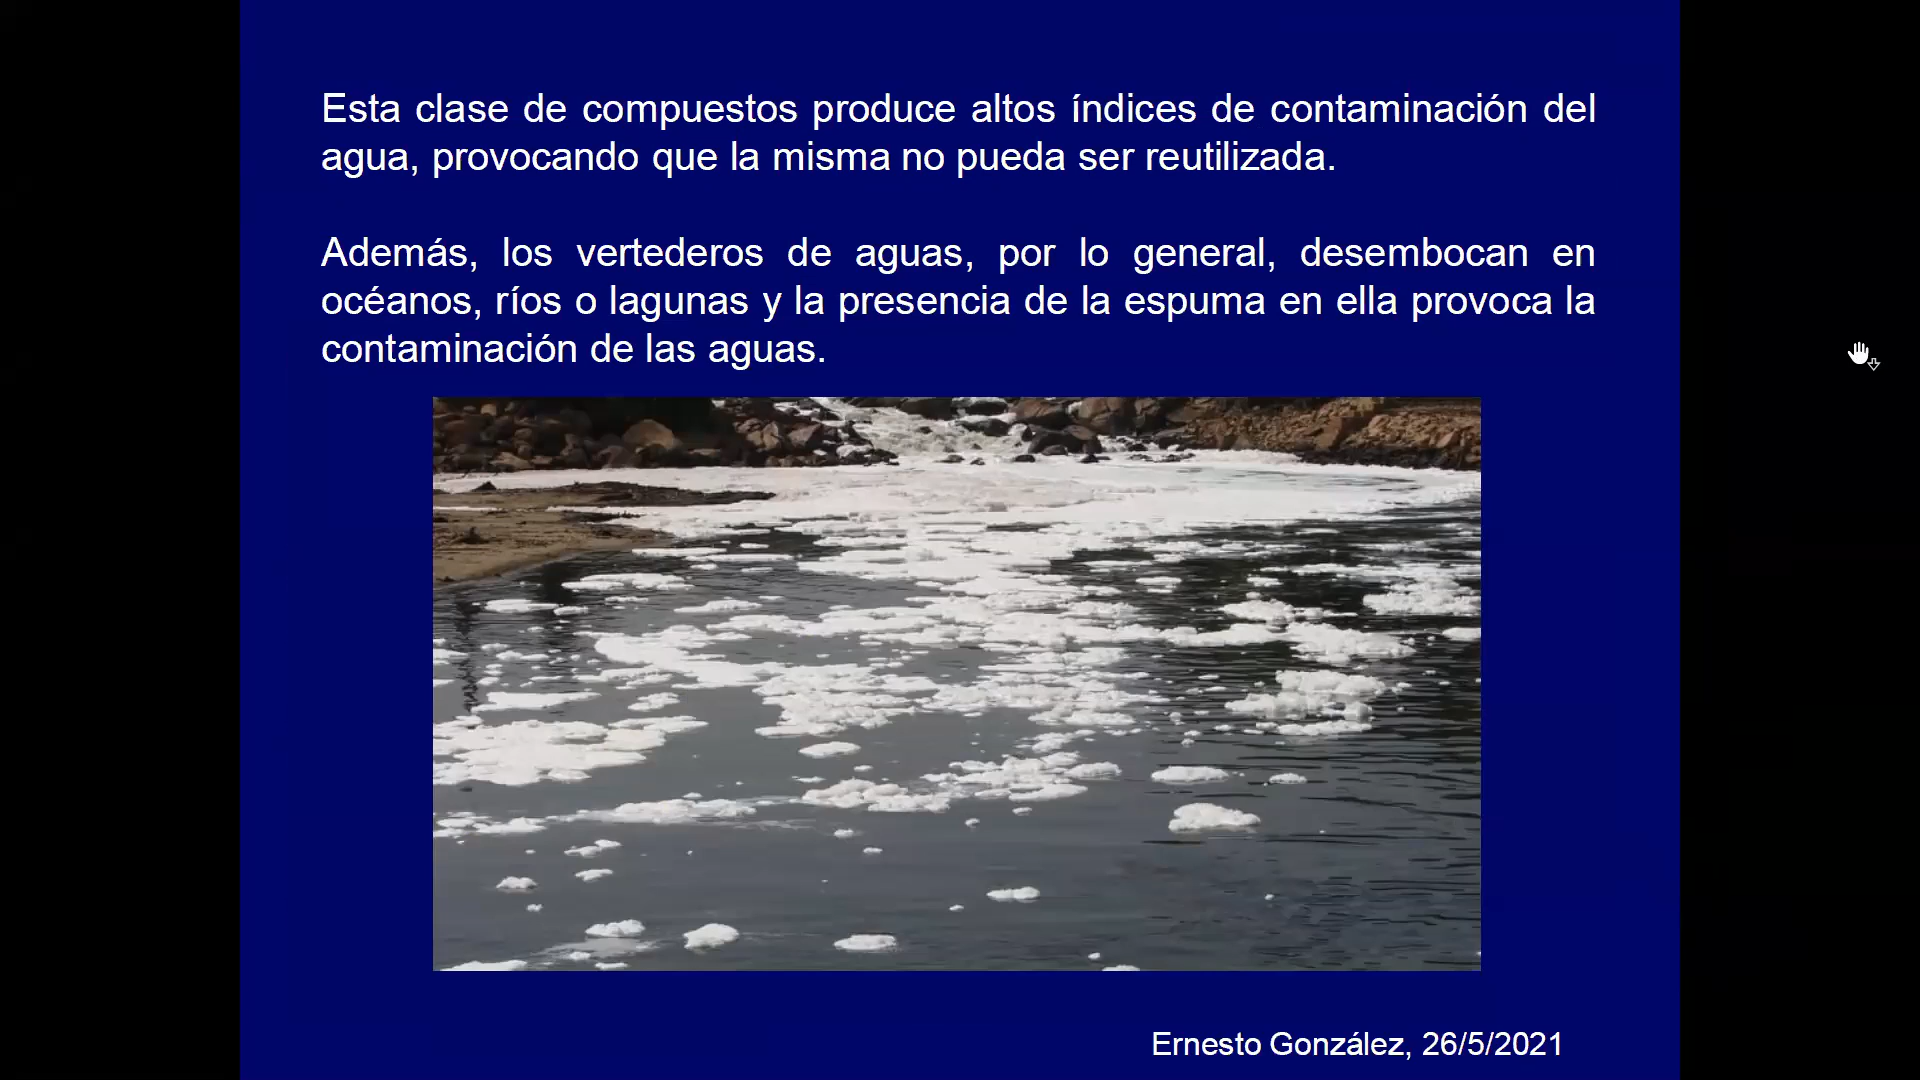 Esta clase de compuestos produce altos índices de contaminación del
agua, provocando que la misma no pueda ser reutilizada.
Además, los vertederos de aguas, por lo general, desembocan en
océanos, ríos o lagunas y la presencia de la espuma en ella provoca la
contaminación de las aguas.
Ernesto González, 26/5/2021